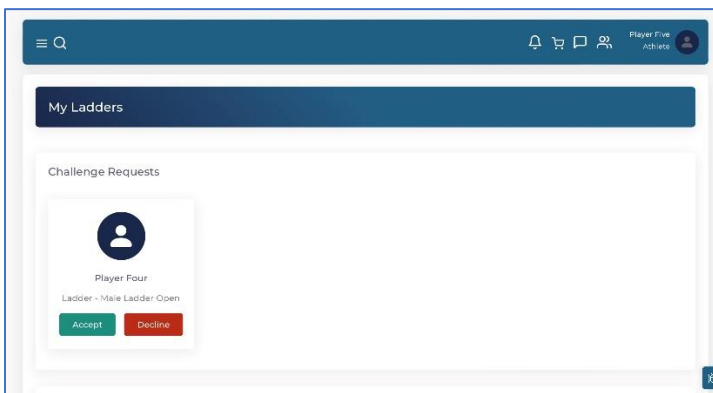 Player Five
Athlete
My Ladders
Challenge Requests
Player Four
Ladder - Male Ladder Open
Accept Decline